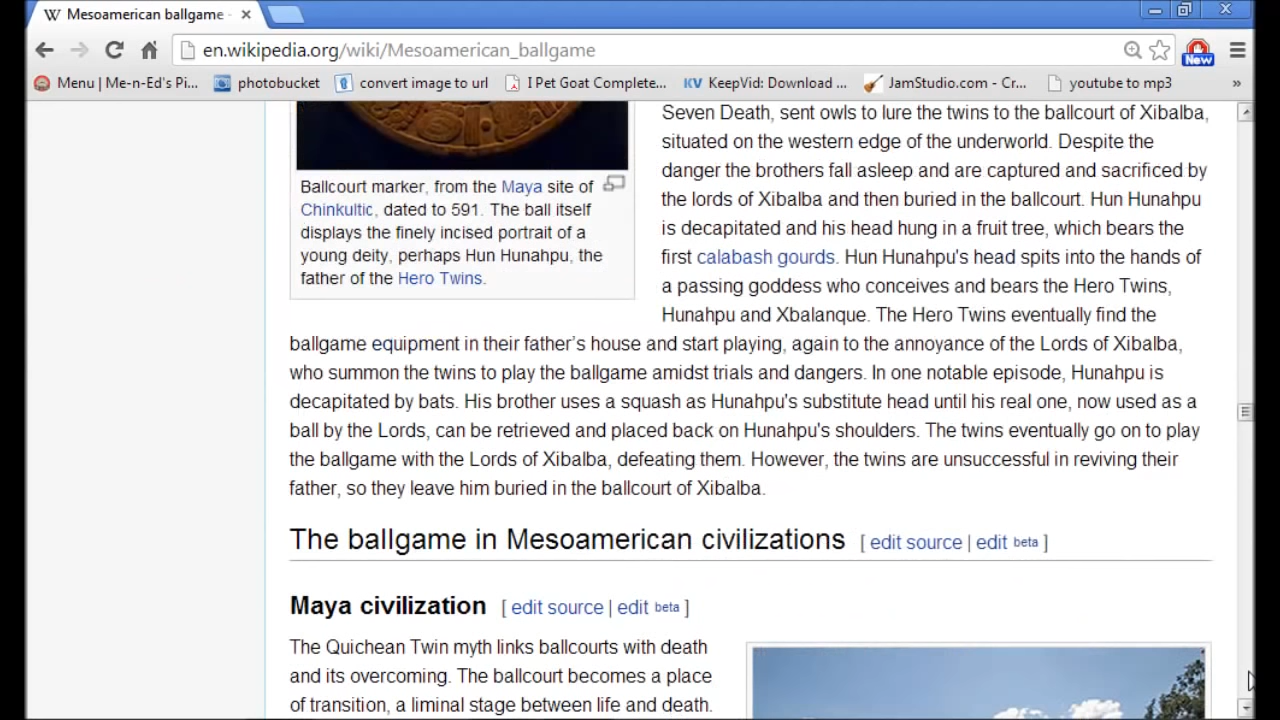 Mesoamerican ballgame -
en.wikipedia.org/wiki/Mesoamerican_ballgame
New
Menu | Me-n-Ed's Pi... photobucket convert image to url I Pet Goat Complete... KV KeepVid: Download ... JamStudio.com - Cr... youtube to mp3 »
Ballcourt marker, from the Maya site of
Chinkultic, dated to 591. The ball itself
displays the finely incised portrait of a
young deity, perhaps Hun Hunahpu, the
father of the Hero Twins.
Seven Death, sent owls to lure the twins to the ballcourt of Xibalba,
situated on the western edge of the underworld. Despite the
danger the brothers fall asleep and are captured and sacrificed by
the lords of Xibalba and then buried in the ballcourt. Hun Hunahpu
is decapitated and his head hung in a fruit tree, which bears the
first calabash gourds. Hun Hunahpu's head spits into the hands of
a passing goddess who conceives and bears the Hero Twins,
Hunahpu and Xbalanque. The Hero Twins eventually find the
ballgame equipment in their father’s house and start playing, again to the annoyance of the Lords of Xibalba,
who summon the twins to play the ballgame amidst trials and dangers. In one notable episode, Hunahpu is
decapitated by bats. His brother uses a squash as Hunahpu's substitute head until his real one, now used as a
ball by the Lords, can be retrieved and placed back on Hunahpu's shoulders. The twins eventually go on to play
the ballgame with the Lords of Xibalba, defeating them. However, the twins are unsuccessful in reviving their
father, so they leave him buried in the ballcourt of Xibalba.
The ballgame in Mesoamerican civilizations [ edit source | edit beta ]
Maya civilization [ edit source | edit beta ]
The Quichean Twin myth links ballcourts with death
and its overcoming. The ballcourt becomes a place
of transition, a liminal stage between life and death.